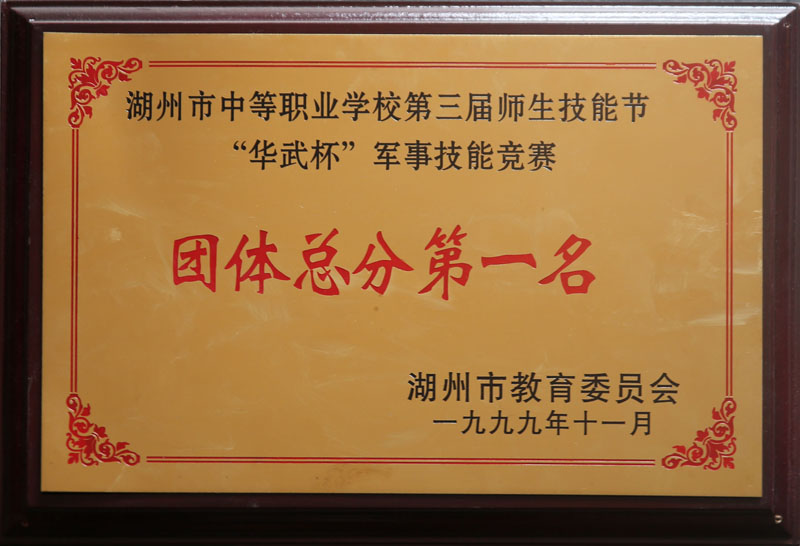 湖州市中等职业学校第三届师生技能节
“华武杯”军事技能竞赛
团体总分第一名
湖州市教育委员会
一九九九年十一月